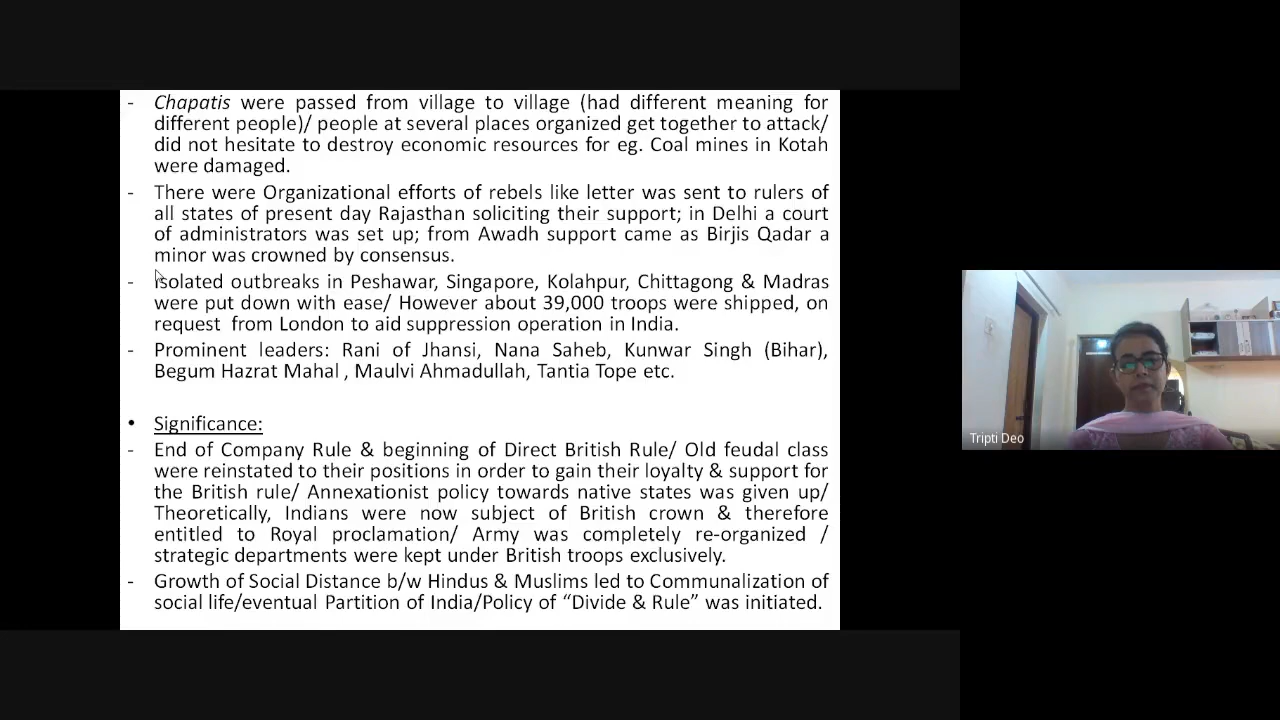 - Chapatis were passed from village to village (had different meaning for
different people)/ people at several places organized get together to attack/
did not hesitate to destroy economic resources for eg. Coal mines in Kotah
were damaged.
- There were Organizational efforts of rebels like letter was sent to rulers of
all states of present day Rajasthan soliciting their support; in Delhi a court
of administrators was set up; from Awadh support came as Birjis Qadar a
minor was crowned by consensus.
- Isolated outbreaks in Peshawar, Singapore, Kolahpur, Chittagong & Madras
were put down with ease/ However about 39,000 troops were shipped, on
request from London to aid suppression operation in India.
- Prominent leaders: Rani of Jhansi, Nana Saheb, Kunwar Singh (Bihar),
Begum Hazrat Mahal , Maulvi Ahmadullah, Tantia Tope etc.
• Significance:
- End of Company Rule & beginning of Direct British Rule/ Old feudal class
were reinstated to their positions in order to gain their loyalty & support for
the British rule/ Annexationist policy towards native states was given up/
Theoretically, Indians were now subject of British crown & therefore
entitled to Royal proclamation/ Army was completely re-organized /
strategic departments were kept under British troops exclusively.
- Growth of Social Distance b/w Hindus & Muslims led to Communalization of
social life/eventual Partition of India/Policy of “Divide & Rule” was initiated.
Tripti Deo